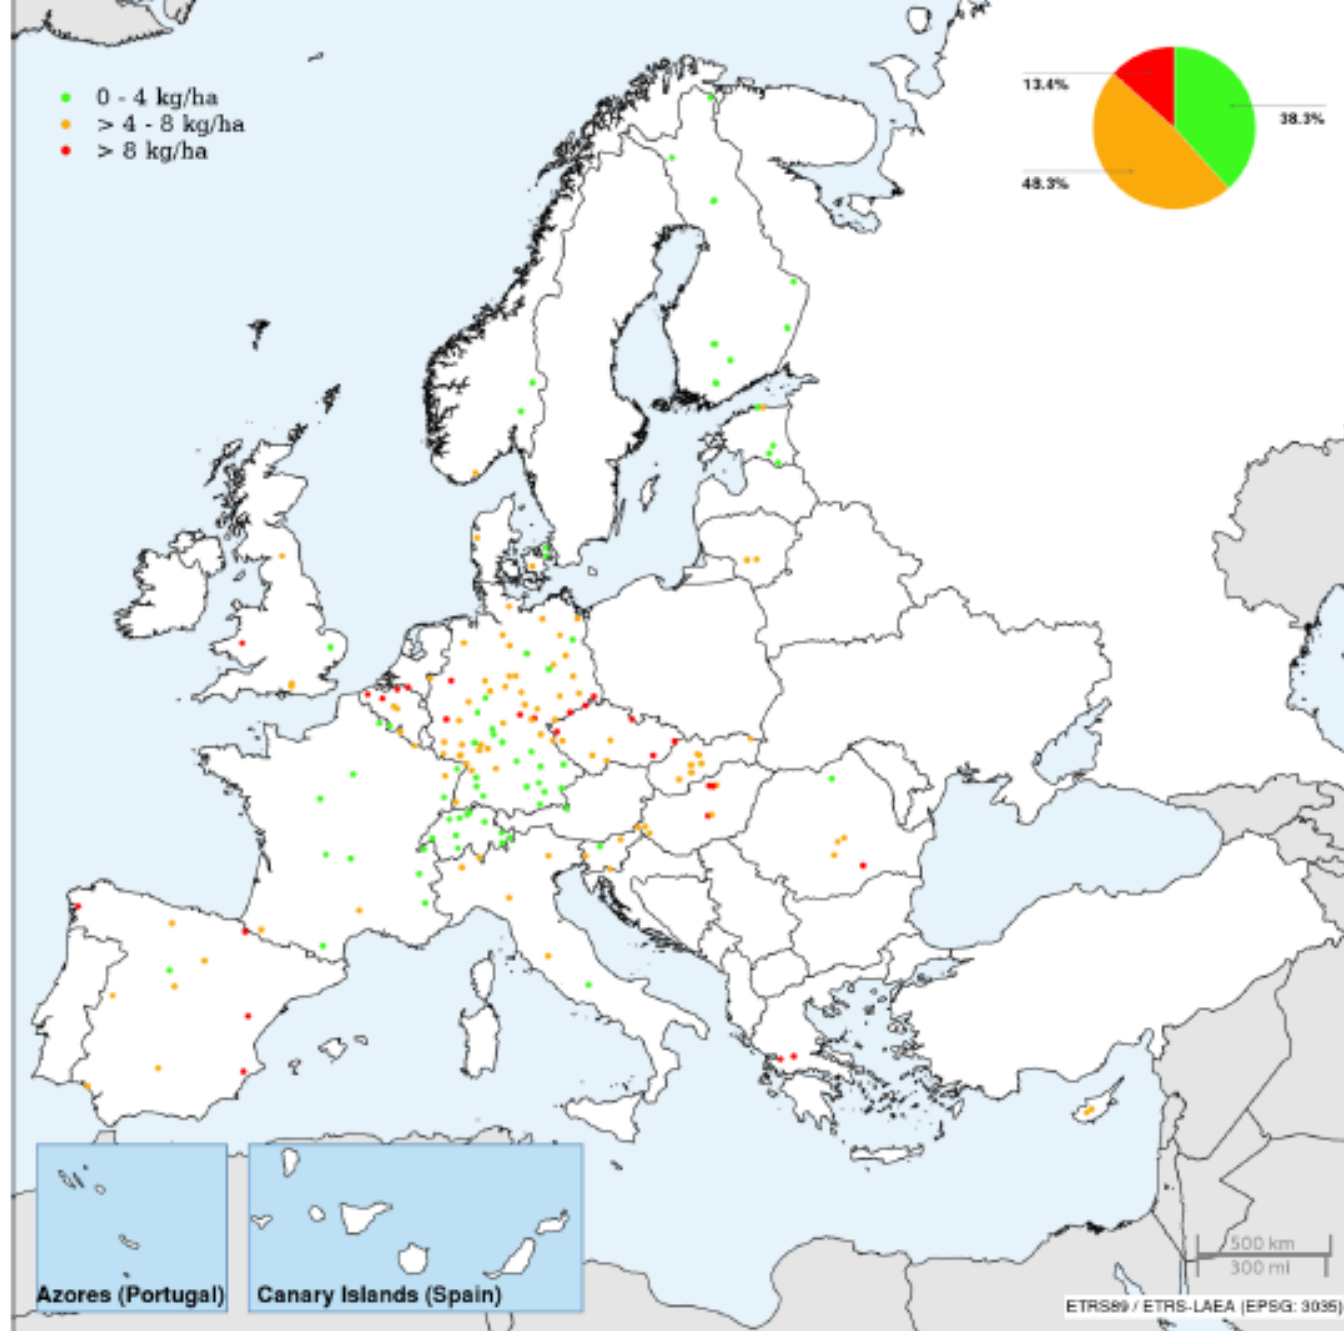 0 - 4 kg/ha
> 4 - 8 kg/ha
> 8 kg/ha
13.4%
38.3%
48.3%
Azores (Portugal)
Canary Islands (Spain)
500 km
300 mi
ETRS89 / ETRS-LAEA (EPSG: 3035)